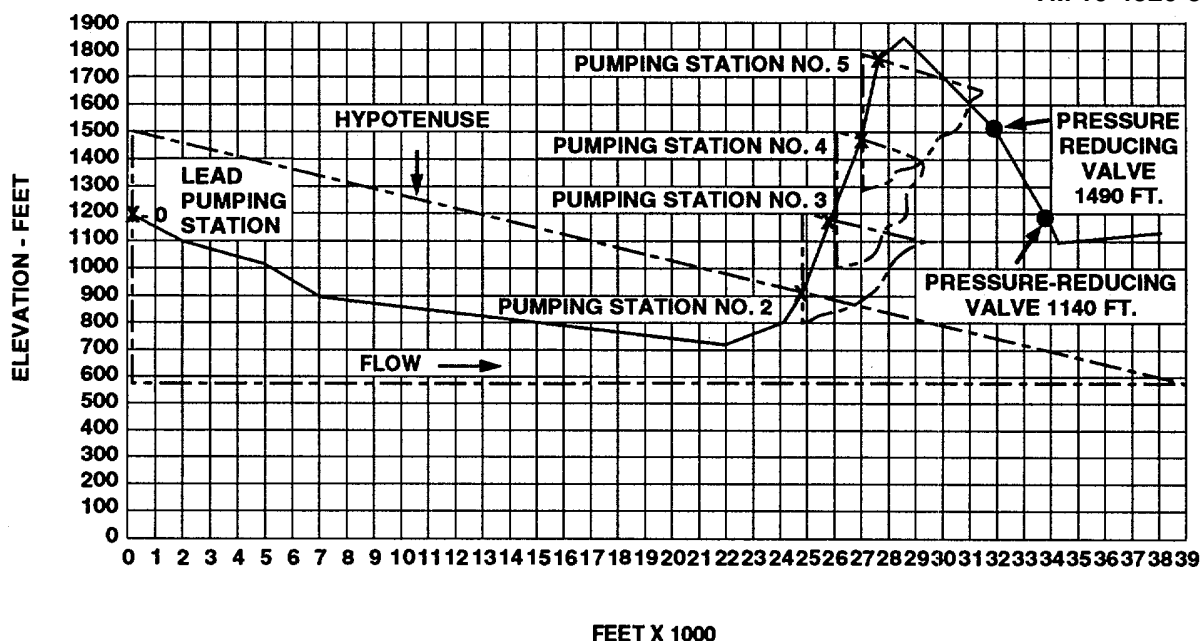 1900
1800
1700
1600
1500
1400
1300
1200
1100
1000
900
800
700
600
500
400
300
200
100
0
ELEVATION - FEET
PUMPING STATION NO. 5
HYPOTENUSE
PUMPING STATION NO. 4
PRESSURE
REDUCING
VALVE
1490 FT.
LEAD
PUMPING
STATION
0
PUMPING STATION NO. 3
PUMPING STATION NO. 2
PRESSURE-REDUCING
VALVE 1140 FT.
FLOW
0 1 2 3 4 5 6 7 8 9 10 11 12 13 14 15 16 17 18 19 20 21 22 23 24 25 26 27 28 29 30 31 32 33 34 35 36 37 38 39
FEET X 1000